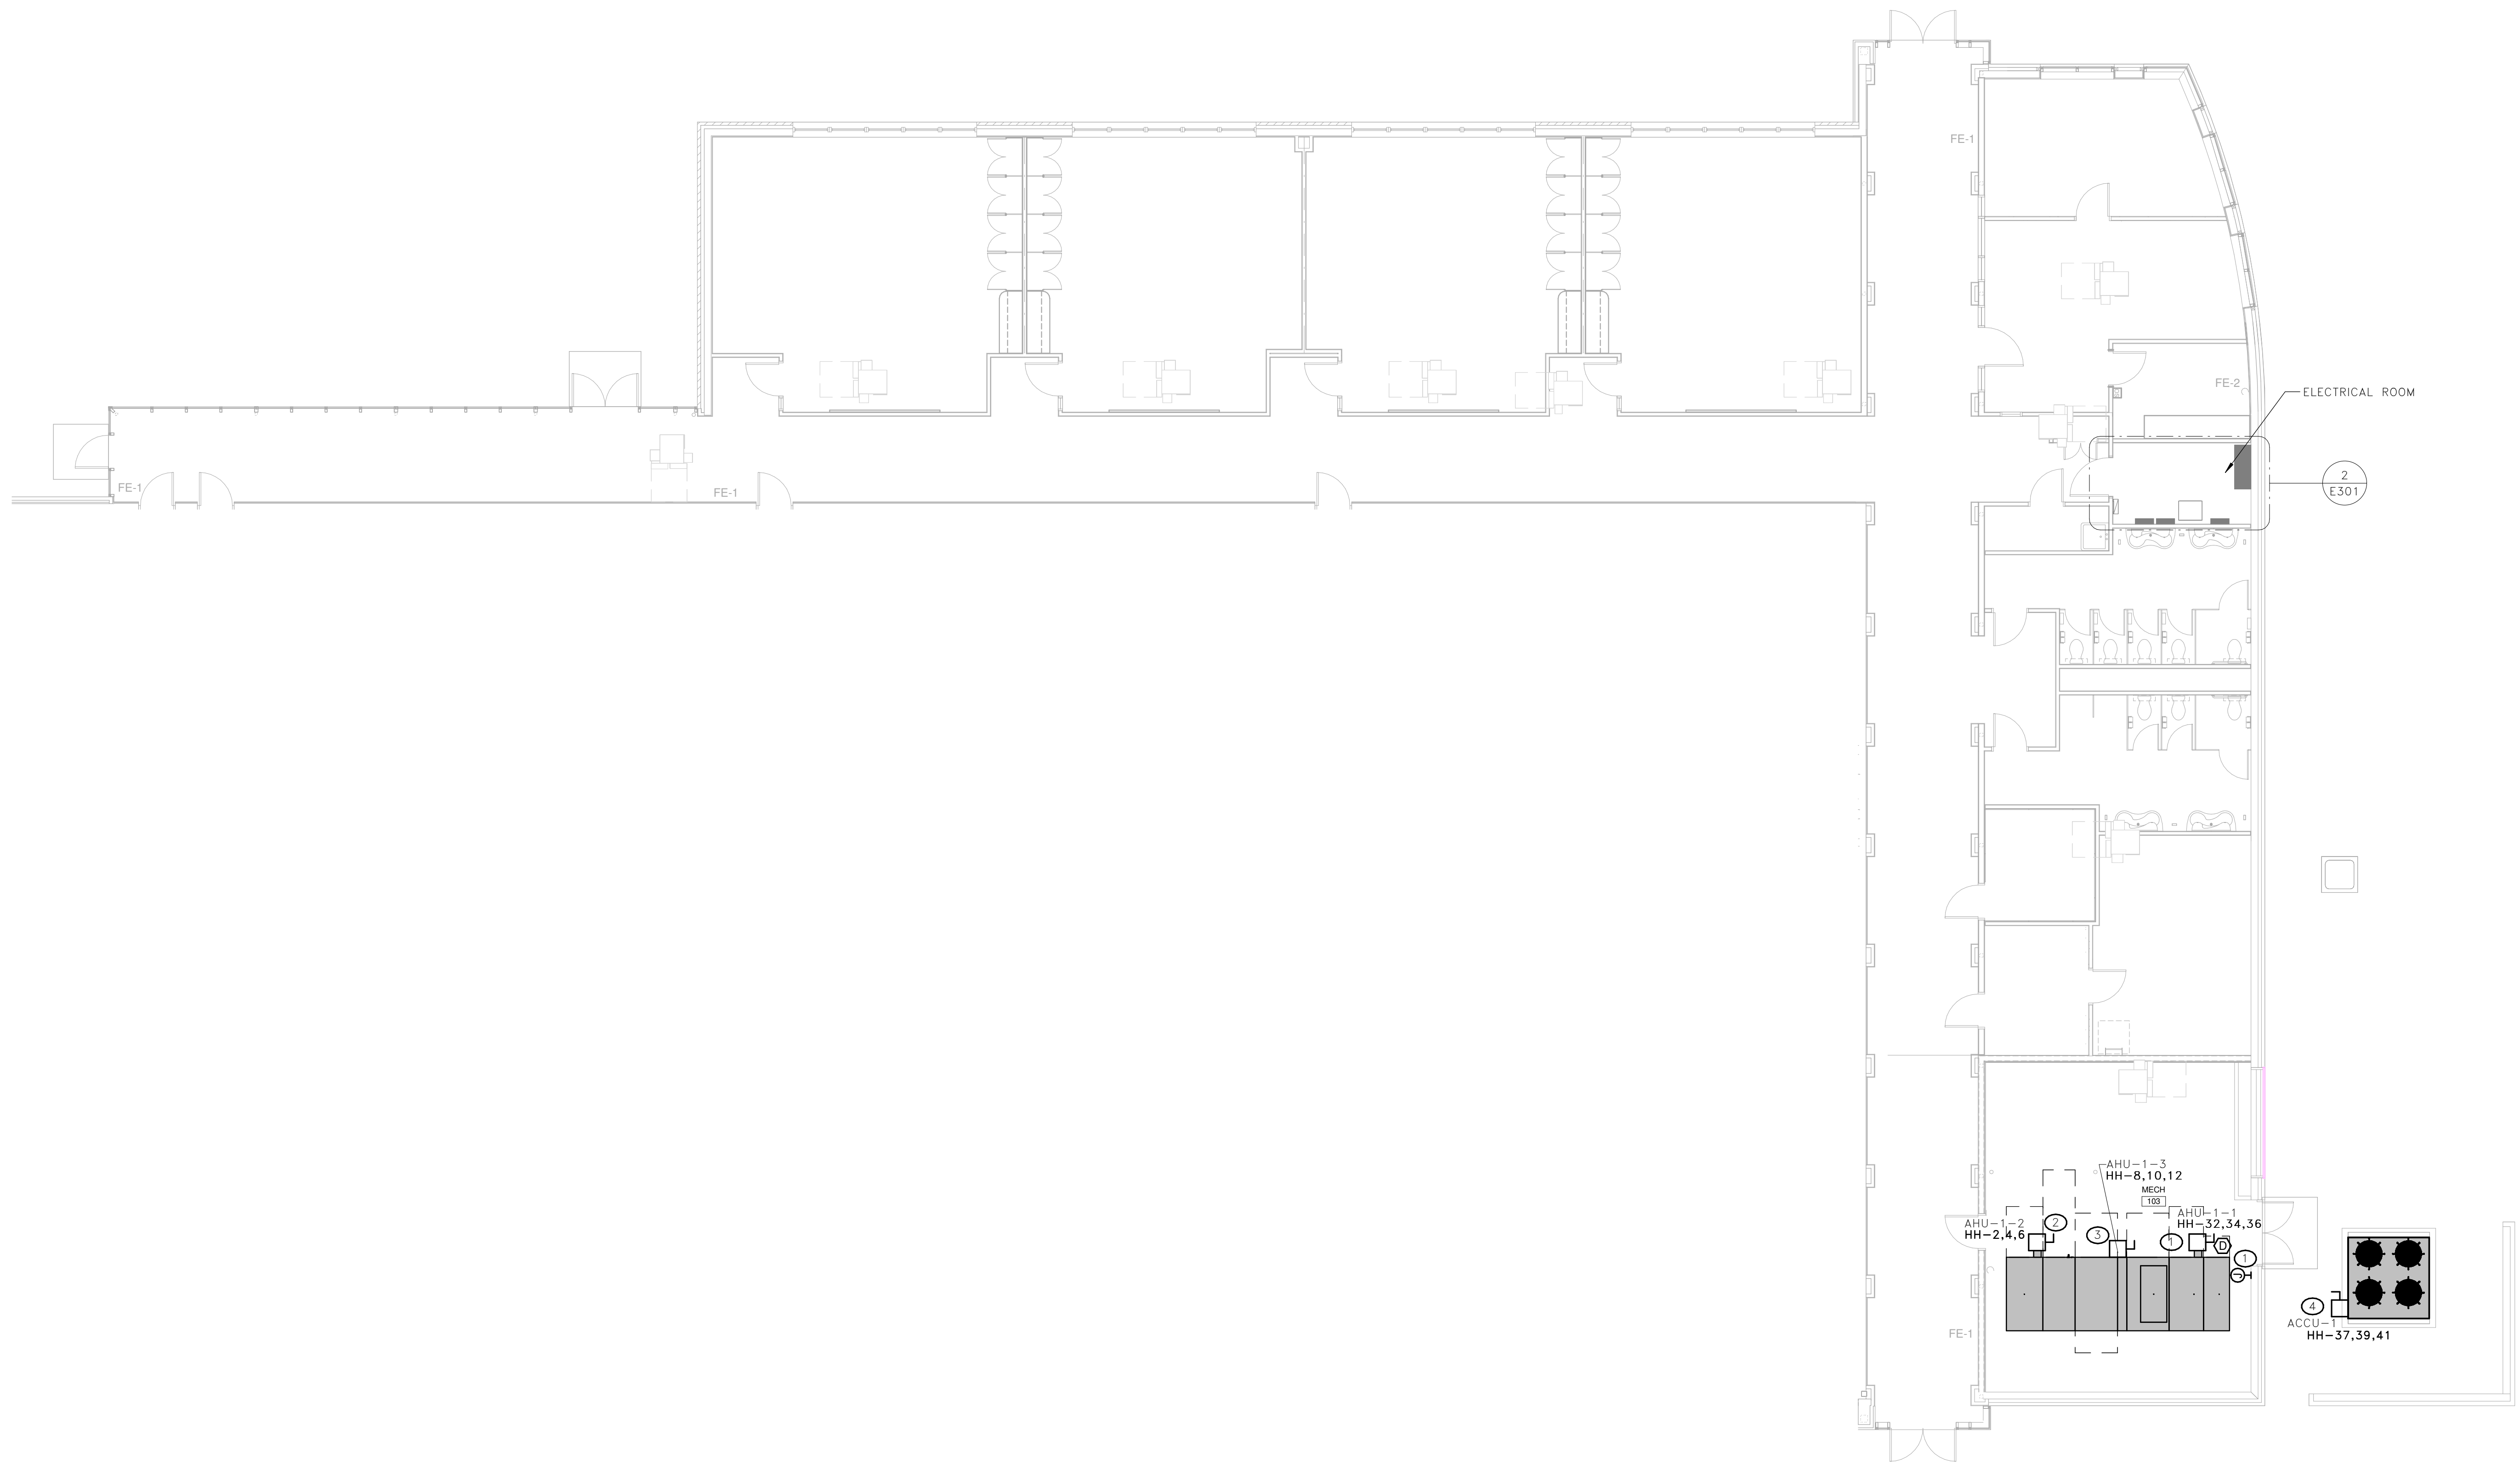 FE-1
FE-2
ELECTRICAL ROOM
2
E301
FE-1
FE-1
AHU-1-3
HH-8,10,12
MECH
103
AHU-1-2
HH-2,4,6
2
3
1
AHU-1-1
HH-32,34,36
D
1
J
4
ACCU-1
HH-37,39,41
FE-1